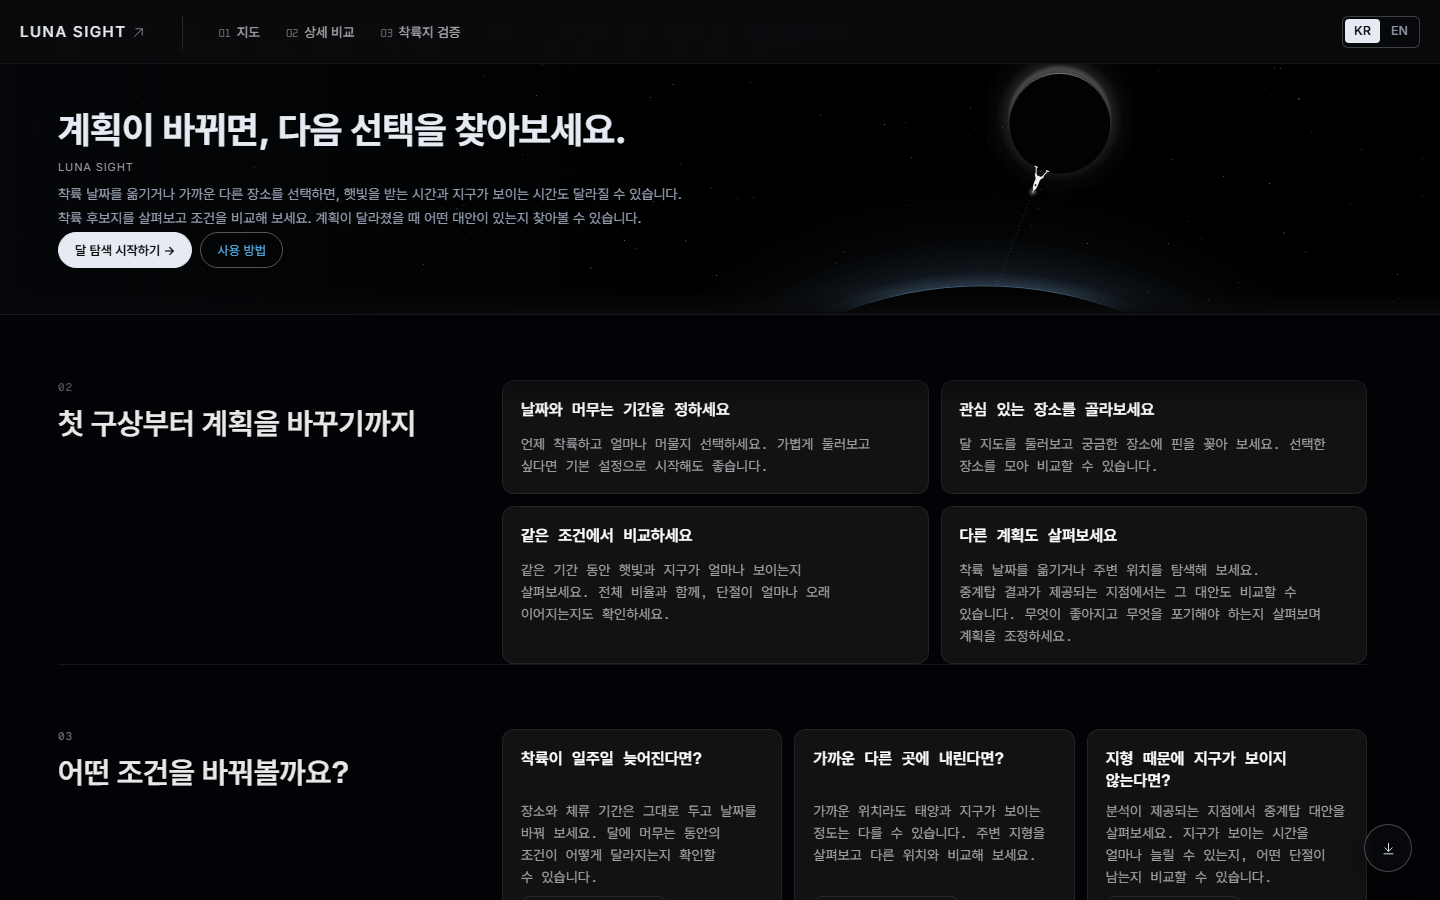 LUNA SIGHT
01 지도
02 상세 비교
03 착륙지 검증
KR EN
계획이 바뀌면, 다음 선택을 찾아보세요.
LUNA SIGHT
착륙 날짜를 옮기거나 가까운 다른 장소를 선택하면, 햇빛을 받는 시간과 지구가 보이는 시간도 달라질 수 있습니다.
착륙 후보지를 살펴보고 조건을 비교해 보세요. 계획이 달라졌을 때 어떤 대안이 있는지 찾아볼 수 있습니다.
달 탐색 시작하기 →
사용 방법
02
첫 구상부터 계획을 바꾸기까지
날짜와 머무는 기간을 정하세요
언제 착륙하고 얼마나 머물지 선택하세요. 가볍게 둘러보고
싶다면 기본 설정으로 시작해도 좋습니다.
관심 있는 장소를 골라보세요
달 지도를 둘러보고 궁금한 장소에 핀을 꽂아 보세요. 선택한
장소를 모아 비교할 수 있습니다.
같은 조건에서 비교하세요
같은 기간 동안 햇빛과 지구가 얼마나 보이는지
살펴보세요. 전체 비율과 함께, 단절이 얼마나 오래
이어지는지도 확인하세요.
다른 계획도 살펴보세요
착륙 날짜를 옮기거나 주변 위치를 탐색해 보세요.
중계탑 결과가 제공되는 지점에서는 그 대안도 비교할 수
있습니다. 무엇이 좋아지고 무엇을 포기해야 하는지 살펴보며
계획을 조정하세요.
03
어떤 조건을 바꿔볼까요?
착륙이 일주일 늦어진다면?
장소와 체류 기간은 그대로 두고 날짜를
바꿔 보세요. 달에 머무는 동안의
조건이 어떻게 달라지는지 확인할
수 있습니다.
가까운 다른 곳에 내린다면?
가까운 위치라도 태양과 지구가 보이는
정도는 다를 수 있습니다. 주변 지형을
살펴보고 다른 위치와 비교해 보세요.
지형 때문에 지구가 보이지
않는다면?
분석이 제공되는 지점에서 중계탑 대안을
살펴보세요. 지구가 보이는 시간을
얼마나 늘릴 수 있는지, 어떤 단절이
남는지 비교할 수 있습니다.